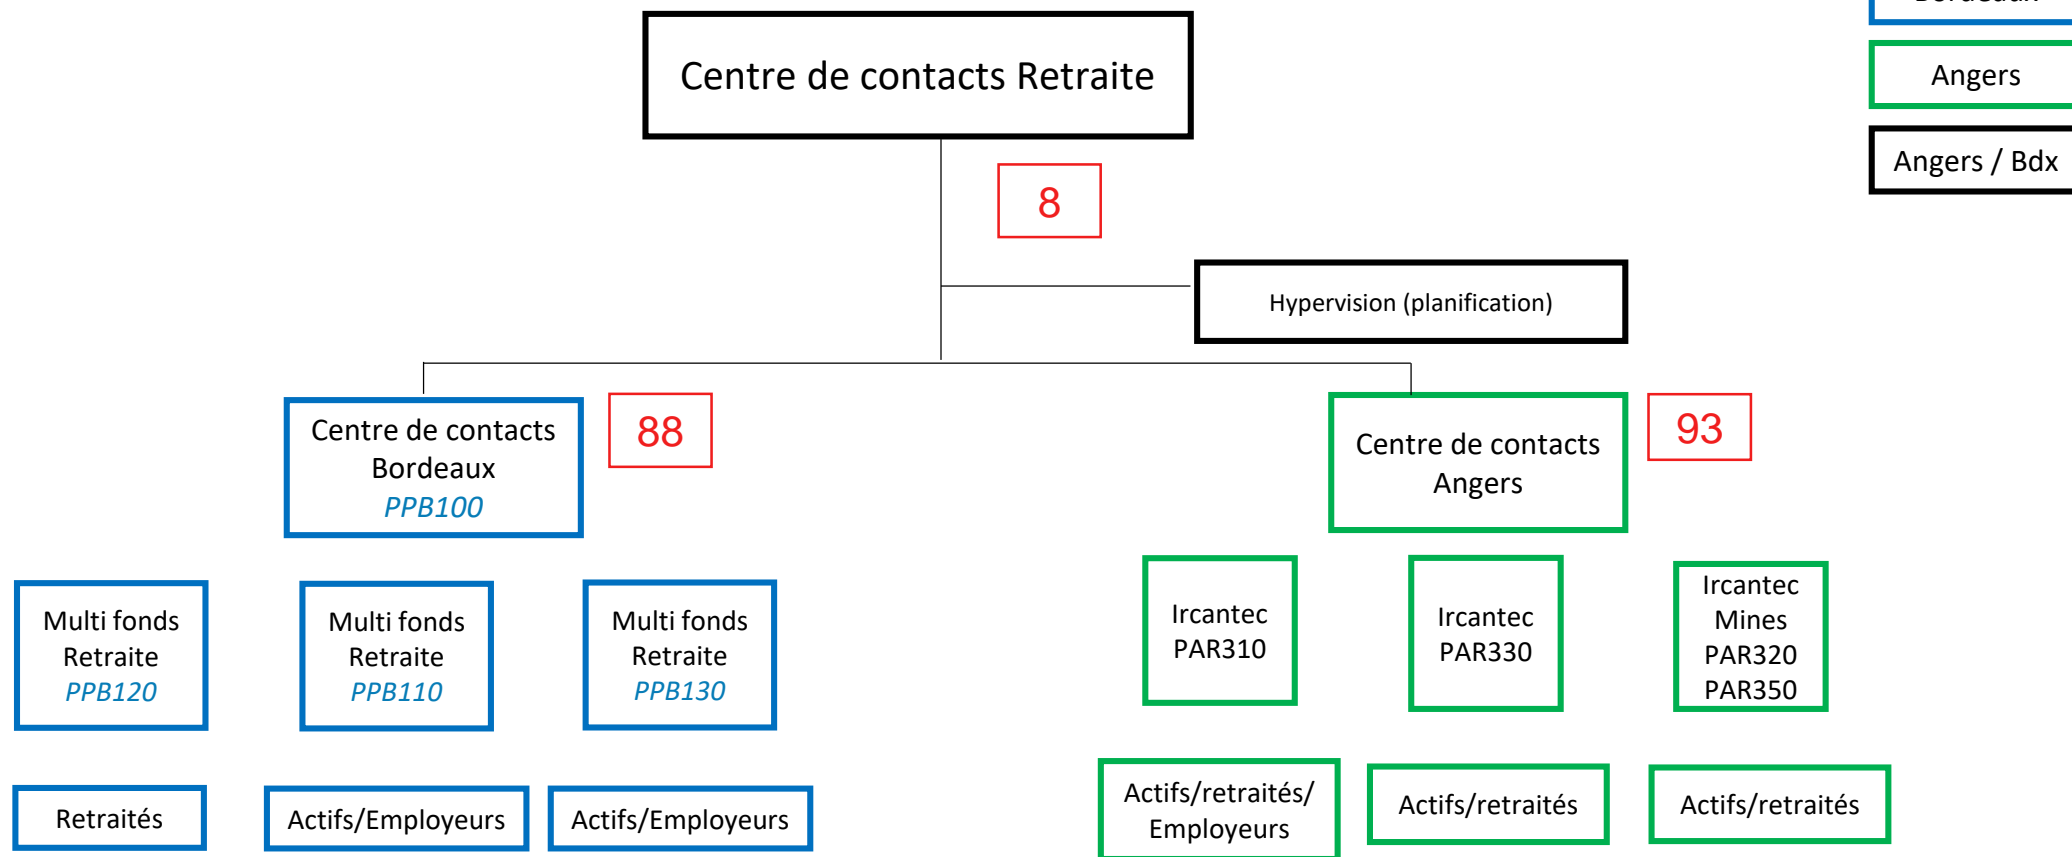 Bordeaux
Centre de contacts Retraite
Angers
Angers / Bdx
8
Hypervision (planification)
Centre de contacts
Bordeaux
PPB100
88
Centre de contacts
Angers
93
Multi fonds
Retraite
PPB120
Multi fonds
Retraite
PPB110
Multi fonds
Retraite
PPB130
Ircantec
PAR310
Ircantec
PAR330
Ircantec
Mines
PAR320
PAR350
Retraités
Actifs/Employeurs
Actifs/Employeurs
Actifs/retraités/
Employeurs
Actifs/retraités
Actifs/retraités